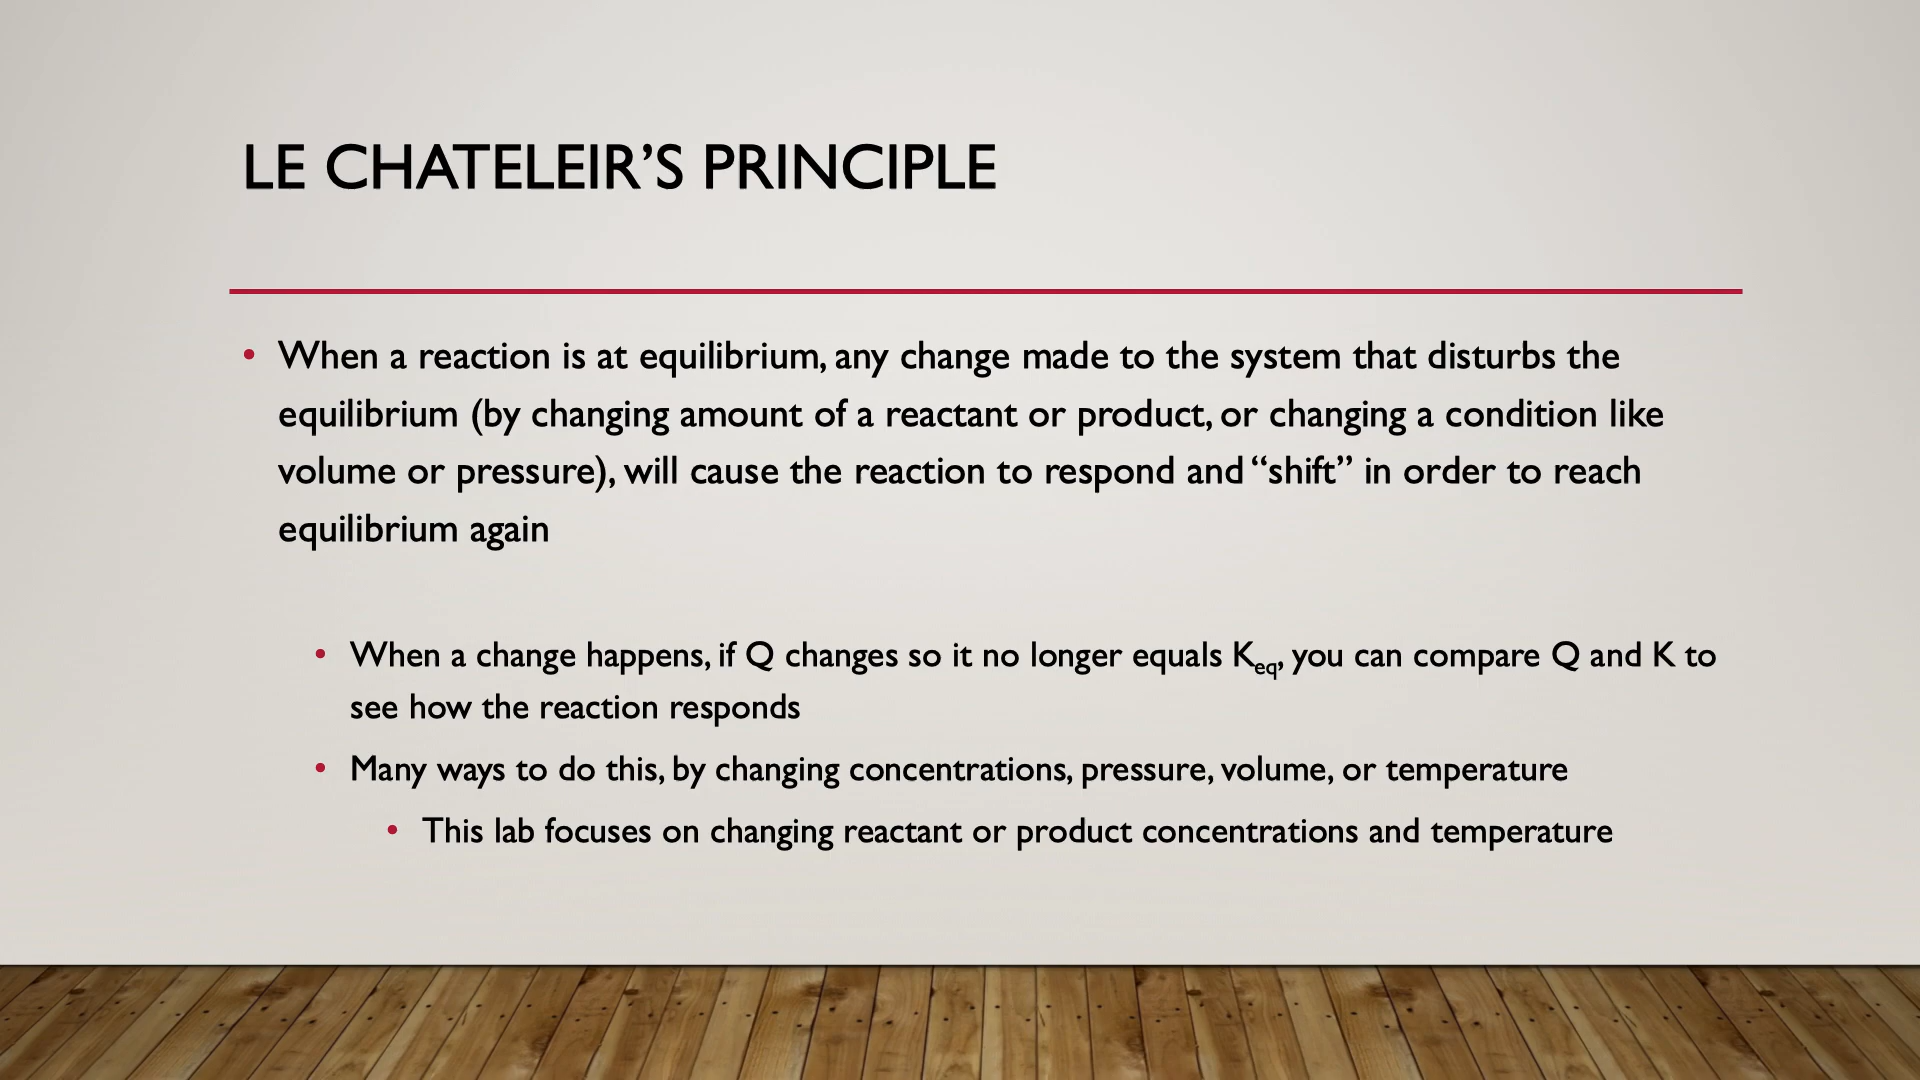 LE CHATELEIR’S PRINCIPLE
• When a reaction is at equilibrium, any change made to the system that disturbs the
equilibrium (by changing amount of a reactant or product, or changing a condition like
volume or pressure), will cause the reaction to respond and “shift” in order to reach
equilibrium again
• When a change happens, if Q changes so it no longer equals Keq, you can compare Q and K to
see how the reaction responds
• Many ways to do this, by changing concentrations, pressure, volume, or temperature
• This lab focuses on changing reactant or product concentrations and temperature